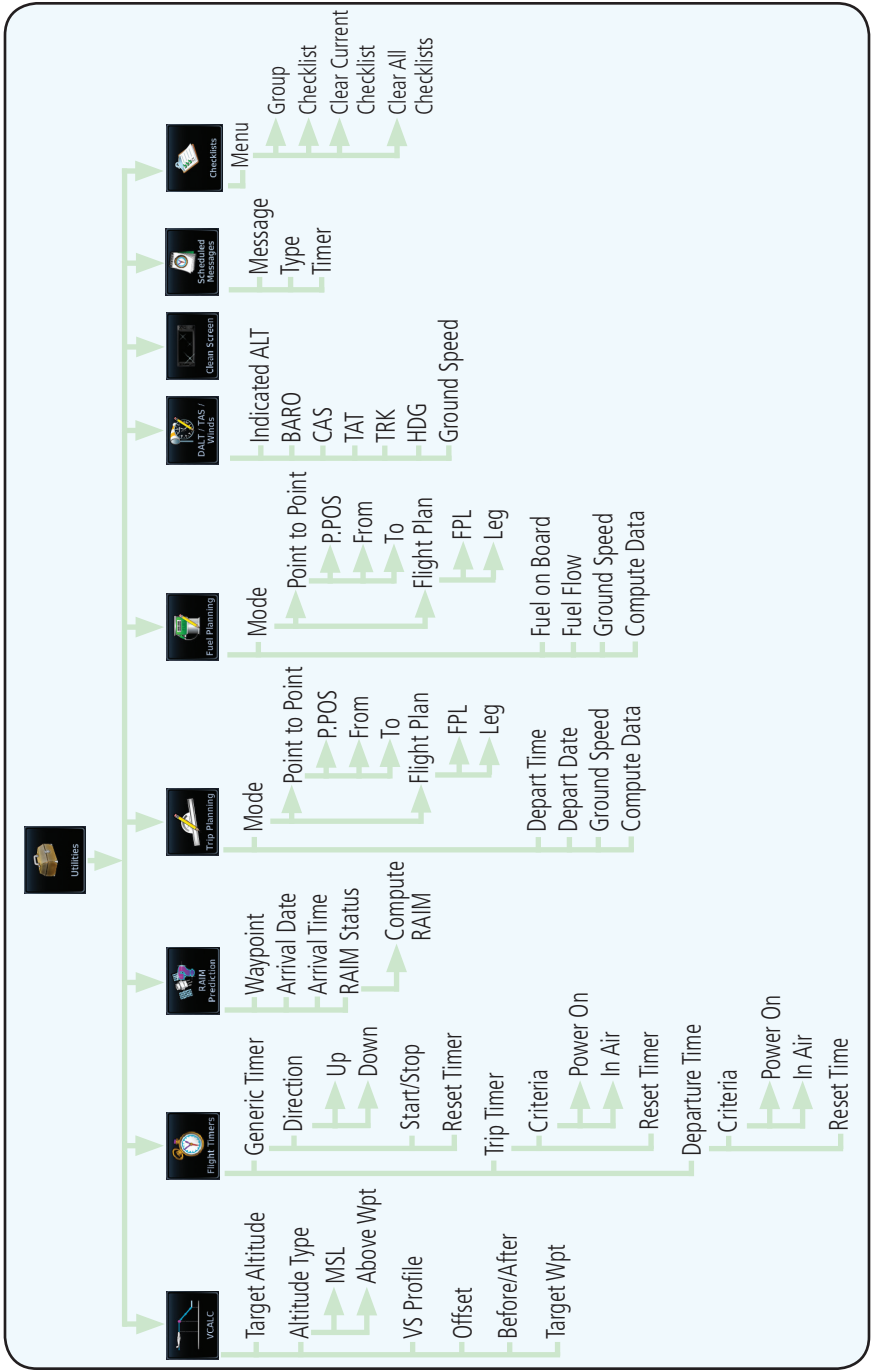 Utilities
VCALC
Target Altitude
Altitude Type
MSL
Above Wpt
VS Profile
Offset
Before/After
Target Wpt
Flight Timers
Generic Timer
Direction
Up
Down
Start/Stop
Reset Timer
Trip Timer
Criteria
Power On
In Air
Reset Timer
Departure Time
Criteria
Power On
In Air
Reset Time
RAIM
Prediction
Waypoint
Arrival Date
Arrival Time
RAIM Status
Compute
RAIM
Trip Planning
Mode
Point to Point
P.POS
From
To
Flight Plan
FPL
Leg
Depart Time
Depart Date
Ground Speed
Compute Data
Fuel Planning
Mode
Point to Point
P.POS
From
To
Flight Plan
FPL
Leg
Fuel on Board
Fuel Flow
Ground Speed
Compute Data
DALT / TAS /
Winds
Indicated ALT
BARO
CAS
TAT
TRK
HDG
Ground Speed
Clean Screen
Scheduled
Messages
Message
Type
Timer
Checklists
Menu
Group
Checklist
Clear Current
Checklist
Clear All
Checklists